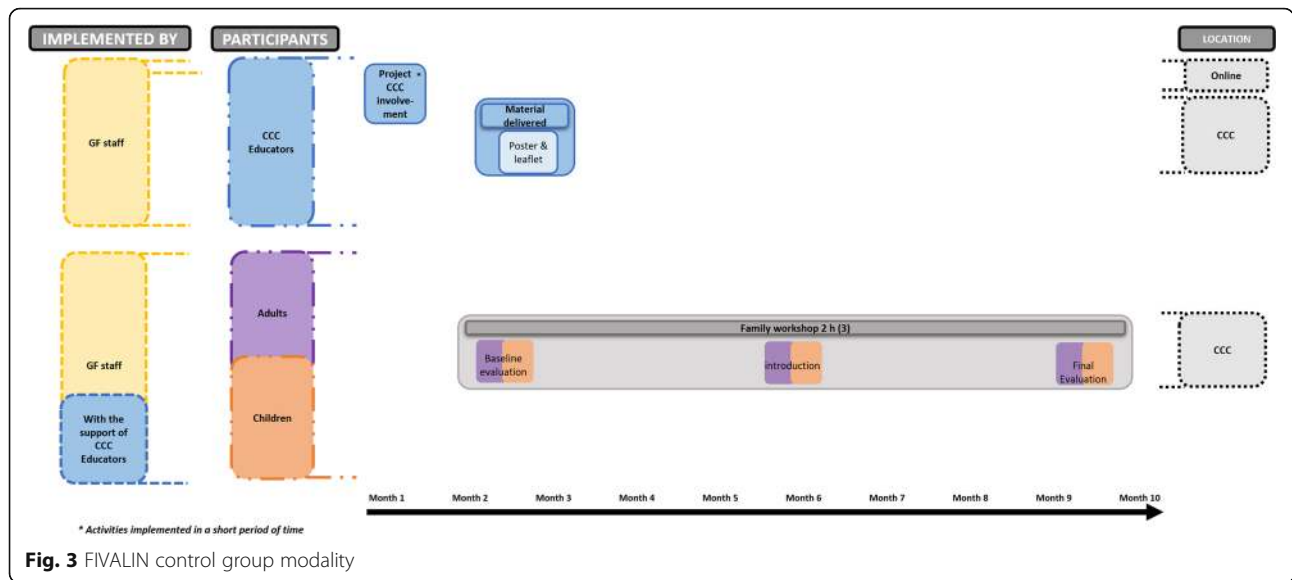 IMPLEMENTED BY
PARTICIPANTS
LOCATION
GF staff
CCC
Educators
Project *
CCC
Involve-
ment
Material
delivered
Poster &
leaflet
Online
CCC
GF staff
With the
support of
CCC
Educators
Adults
Children
Family workshop 2 h (3)
Baseline
evaluation
introduction
Final
Evaluation
CCC
Month 1 Month 2 Month 3 Month 4 Month 5 Month 6 Month 7 Month 8 Month 9 Month 10
* Activities implemented in a short period of time
Fig. 3 FIVALIN control group modality